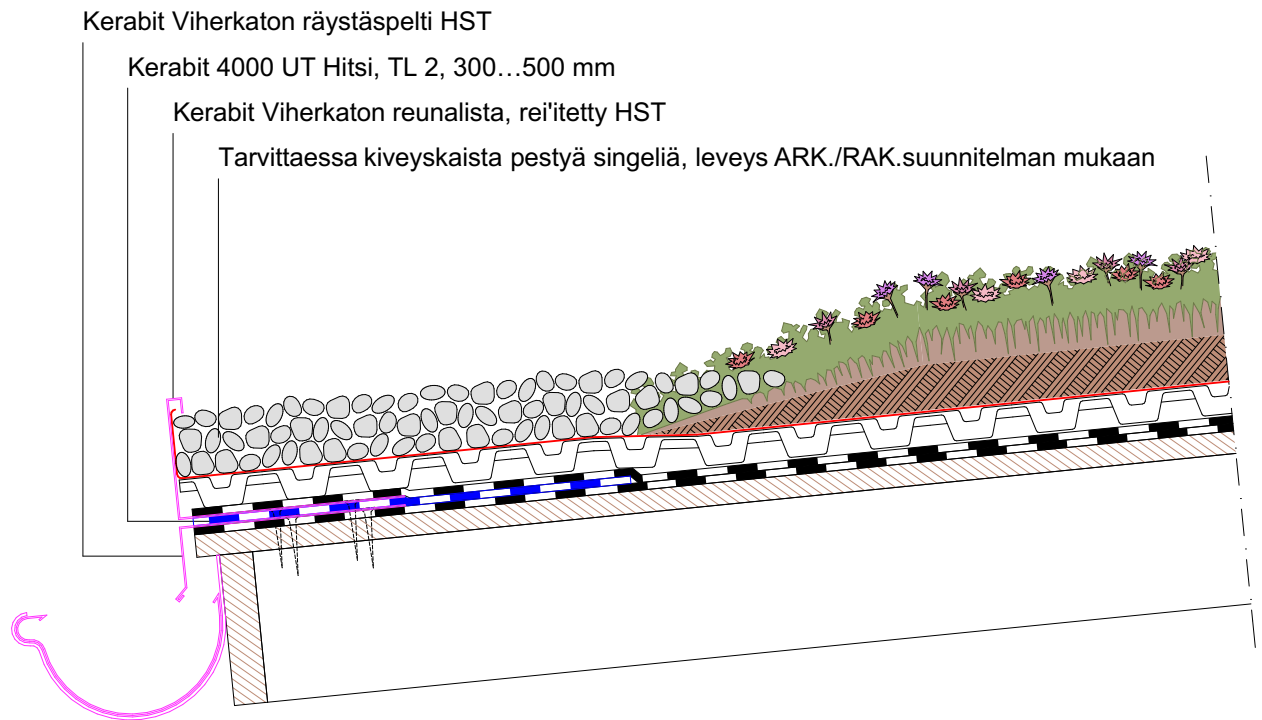 Kerabit Viherkaton räystäspelti HST
Kerabit 4000 UT Hitsi, TL 2, 300…500 mm
Kerabit Viherkaton reunalista, rei'itetty HST
Tarvittaessa kiveyskaista pestyä singeliä, leveys ARK./RAK.suunnitelman mukaan